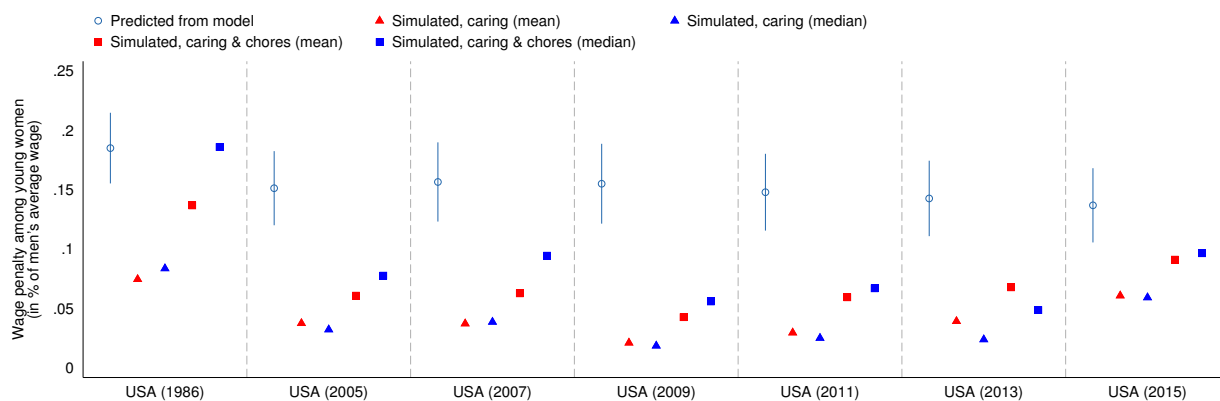 Predicted from model
Simulated, caring (mean)
Simulated, caring (median)
Simulated, caring & chores (mean)
Simulated, caring & chores (median)
Wage penalty among young women
(in % of men's average wage)
.25
.2
.15
.1
.05
0
USA (1986)
USA (2005)
USA (2007)
USA (2009)
USA (2011)
USA (2013)
USA (2015)